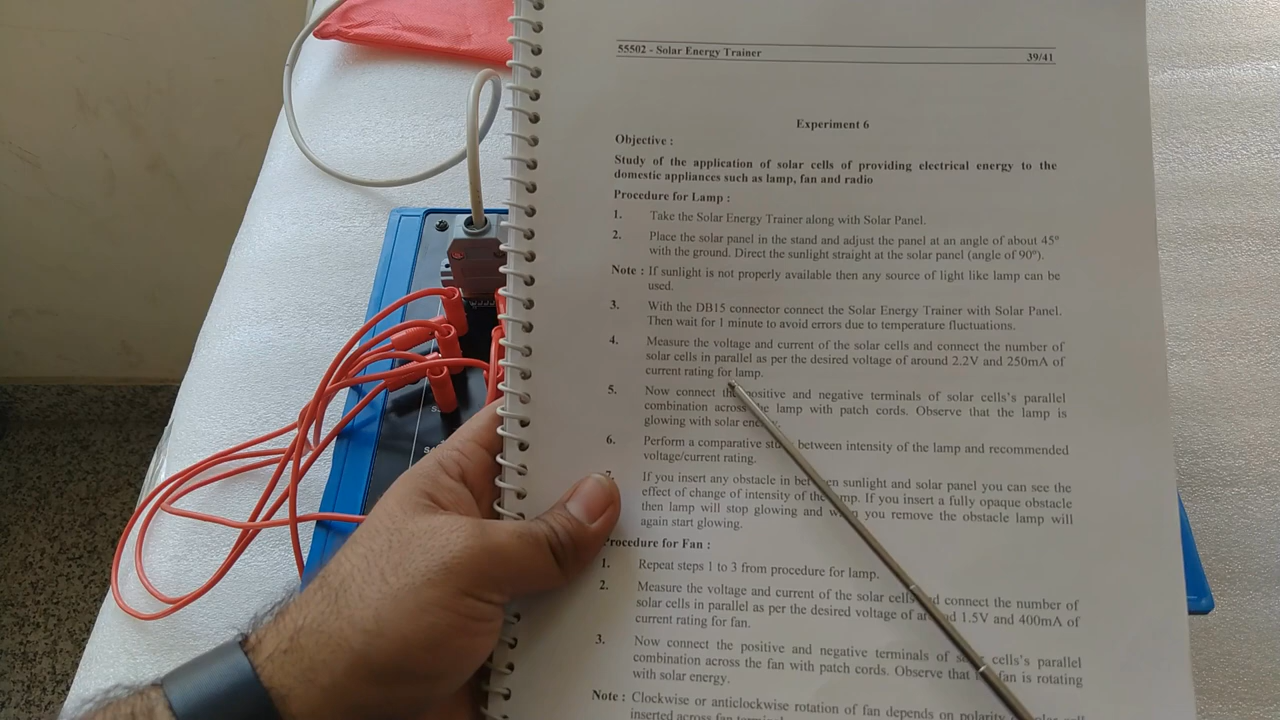 55502 - Solar Energy Trainer 39/41
Experiment 6
Objective :
Study of the application of solar cells of providing electrical energy to the
domestic appliances such as lamp, fan and radio
Procedure for Lamp :
1. Take the Solar Energy Trainer along with Solar Panel.
2. Place the solar panel in the stand and adjust the panel at an angle of about 45°
with the ground. Direct the sunlight straight at the solar panel (angle of 90°).
Note : If sunlight is not properly available then any source of light like lamp can be
used.
3. With the DB15 connector connect the Solar Energy Trainer with Solar Panel.
Then wait for 1 minute to avoid errors due to temperature fluctuations.
4. Measure the voltage and current of the solar cells and connect the number of
solar cells in parallel as per the desired voltage of around 2.2V and 250mA of
current rating for lamp.
5. Now connect the positive and negative terminals of solar cells's parallel
combination across the lamp with patch cords. Observe that the lamp is
glowing with solar energy.
6. Perform a comparative between intensity of the lamp and recommended
voltage/current rating.
7. If you insert any obstacle in between sunlight and solar panel you can see the
effect of change of intensity of the lamp. If you insert a fully opaque obstacle
then lamp will stop glowing and when you remove the obstacle lamp will
again start glowing.
Procedure for Fan :
1. Repeat steps 1 to 3 from procedure for lamp.
2. Measure the voltage and current of the solar cells and connect the number of
solar cells in parallel as per the desired voltage of around 1.5V and 400mA of
current rating for fan.
3. Now connect the positive and negative terminals of solar cells's parallel
combination across the fan with patch cords. Observe that the fan is rotating
with solar energy.
Note : Clockwise or anticlockwise rotation of fan depends on polarity solar cell
inserted across fan